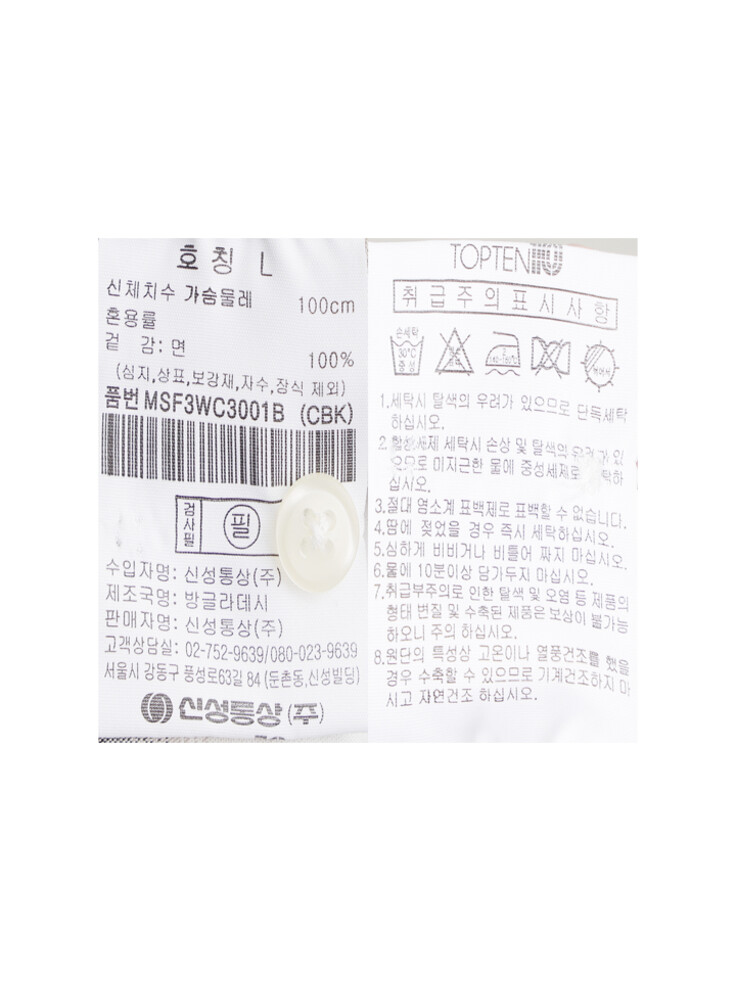 호칭 L
신체치수 가슴둘레 100cm
혼용률
겉 감: 면 100%
(심지,상표,보강재,자수,장식 제외)
품번 MSF3WC3001B (CBK)
검사필
필
수입자명: 신성통상(주)
제조국명: 방글라데시
판매자명: 신성통상(주)
고객상담실: 02-752-9639/080-023-9639
서울시 강동구 풍성로63길 84 (둔촌동,신성빌딩)
신성통상(주)
TOPTEN10
취급주의표시사항
손세탁
30℃
중성
1.세탁시 탈색의 우려가 있으므로 단독세탁
하십시오.
2.활성세제 세탁시 손상 및 탈색의 우려가 있
으므로 미지근한 물에 중성세제로 탁하
십시오.
3.절대 염소계 표백제로 표백할 수 없습니다.
4.땀에 젖었을 경우 즉시 세탁하십시오.
5.심하게 비비거나 비틀어 짜지 마십시오.
6.물에 10분이상 담가두지 마십시오.
7.취급부주의로 인한 탈색 및 오염 등 제품의
형태 변질 및 수축된 제품은 보상이 불가능
하오니 주의 하십시오.
8.원단의 특성상 고온이나 열풍건조를 했을
경우 수축할 수 있으므로 기계건조하지 마
시고 자연건조 하십시오.